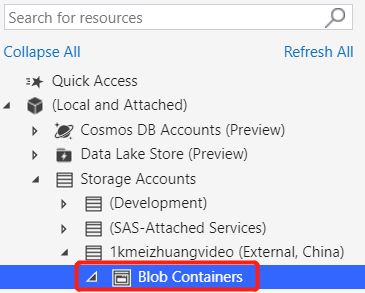 Search for resources
Collapse All Refresh All
Quick Access
(Local and Attached)
Cosmos DB Accounts (Preview)
Data Lake Store (Preview)
Storage Accounts
(Development)
(SAS-Attached Services)
1kmeizhuangvideo (External, China)
Blob Containers